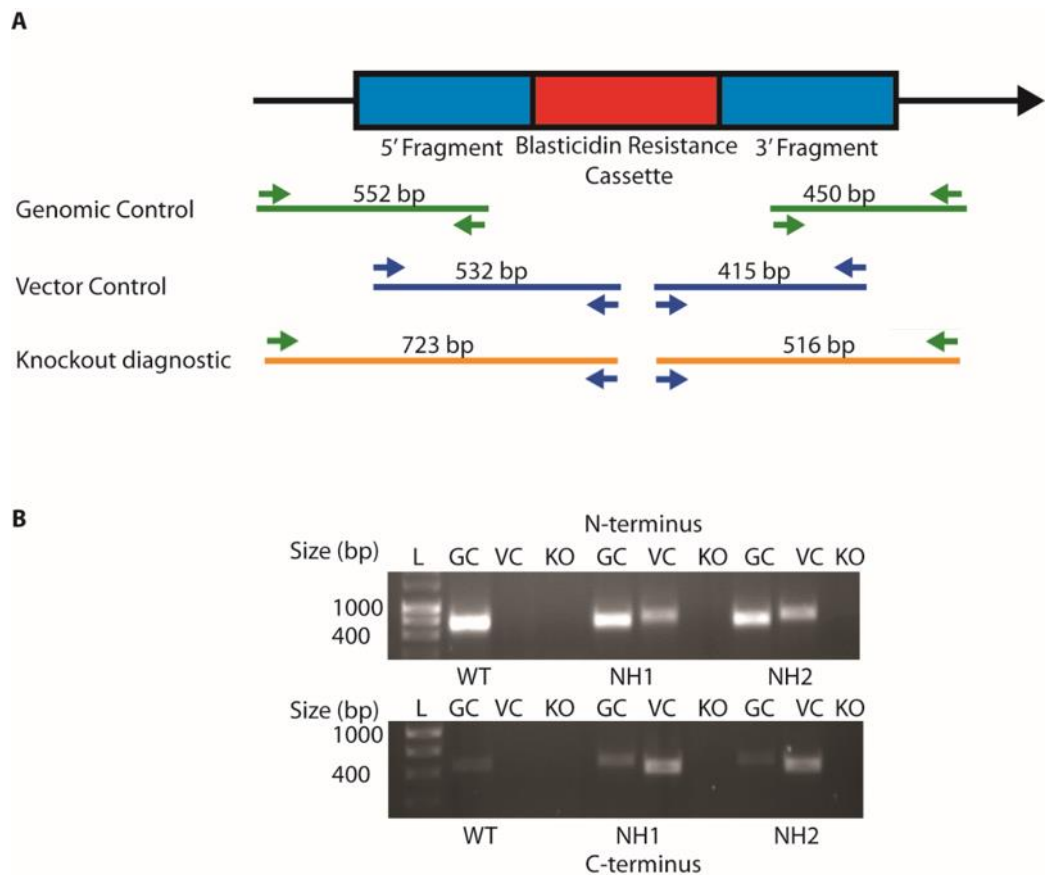 A
5' Fragment Blasticidin Resistance 3' Fragment
Cassette
Genomic Control 552 bp 450 bp
Vector Control 532 bp 415 bp
Knockout diagnostic 723 bp 516 bp
B
N-terminus
Size (bp) L GC VC KO GC VC KO GC VC KO
1000
400
WT NH1 NH2
Size (bp) L GC VC KO GC VC KO GC VC KO
1000
400
WT NH1 NH2
C-terminus